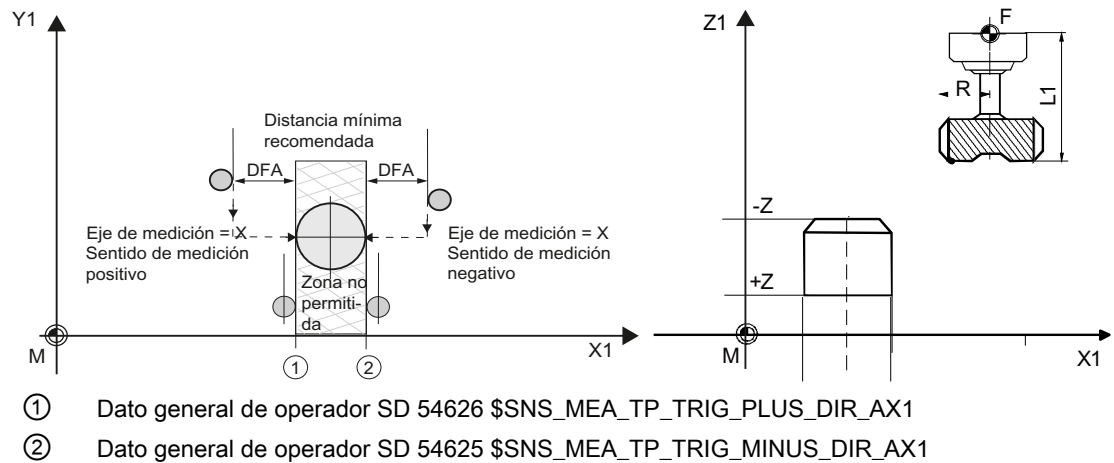 Y1
Distancia mínima
recomendada
DFA
DFA
Eje de medición = X
Sentido de medición
positivo
Eje de medición = X
Sentido de medición
negativo
Zona no
permiti-
da
M
X1
1
2
Z1
F
R
L1
-Z
+Z
M
X1
① Dato general de operador SD 54626 $SNS_MEA_TP_TRIG_PLUS_DIR_AX1
② Dato general de operador SD 54625 $SNS_MEA_TP_TRIG_MINUS_DIR_AX1